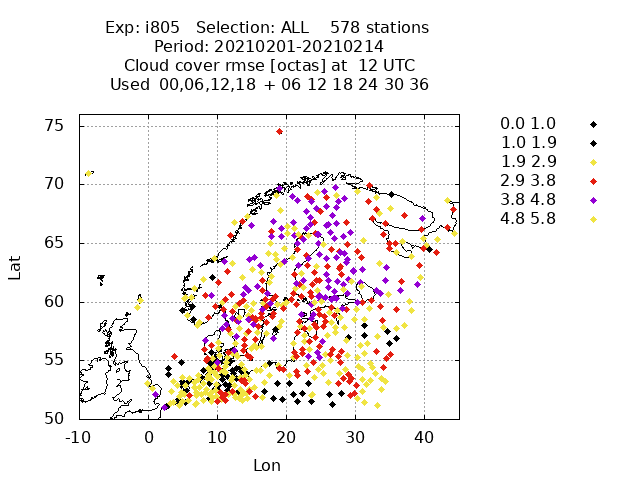 Exp: i805 Selection: ALL 578 stations
Period: 20210201-20210214
Cloud cover rmse [octas] at 12 UTC
Used 00,06,12,18 + 06 12 18 24 30 36
0.0 1.0
1.0 1.9
1.9 2.9
2.9 3.8
3.8 4.8
4.8 5.8
75
70
65
60
55
50
Lat
-10 0 10 20 30 40
Lon